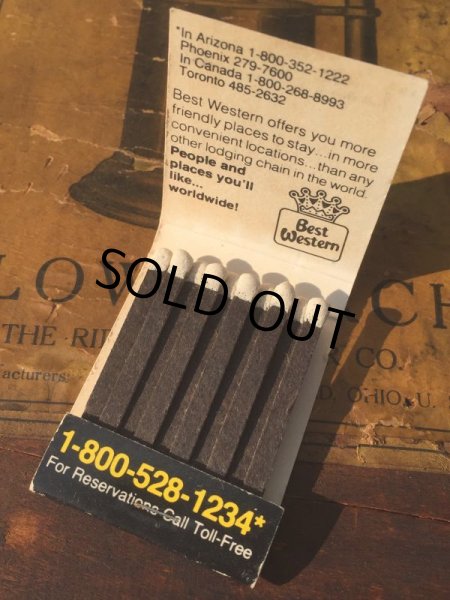 *In Arizona 1-800-352-1222
Phoenix 279-7600
In Canada 1-800-268-8993
Toronto 485-2632
Best Western offers you more
friendly places to stay...in more
convenient locations...than any
other lodging chain in the world.
People and
places you'll
like...
worldwide!
Best
Western
SOLD OUT
LOW
CH
THE
CO.
acturers:
OHIO, U.
1-800-528-1234*
For Reservations Call Toll-Free